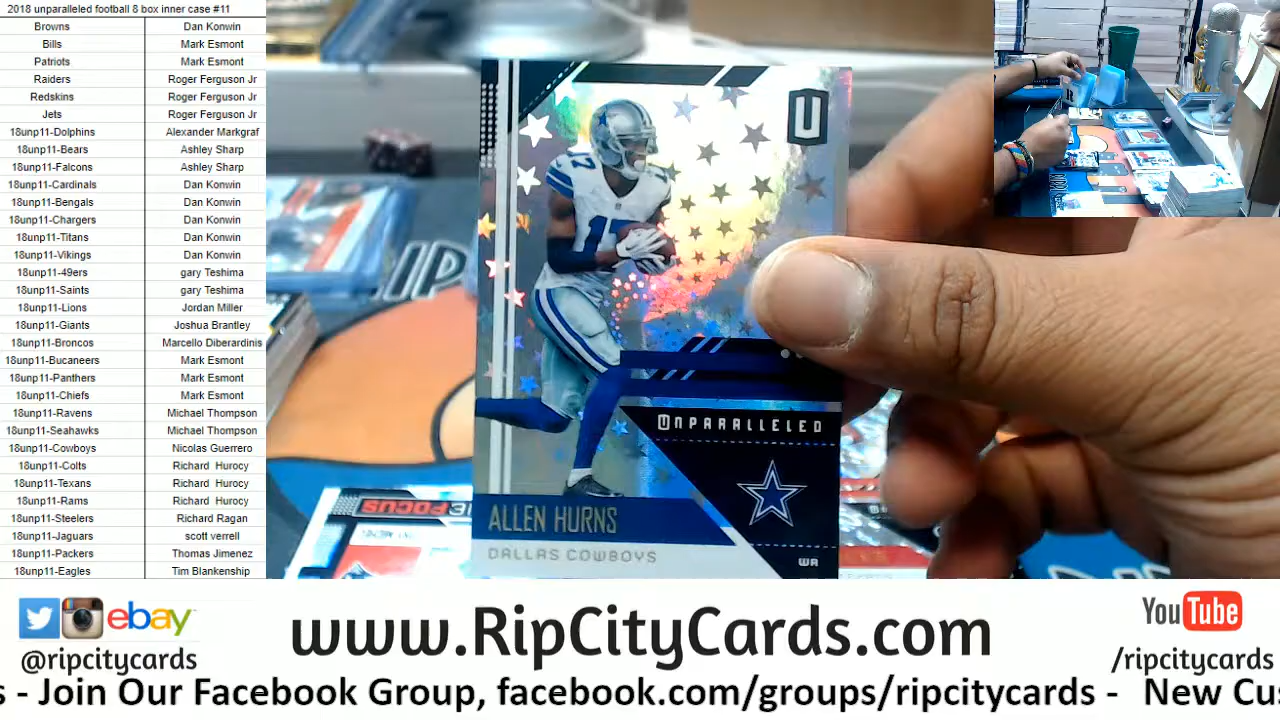 2018 unparalleled football 8 box inner case #11
Browns Dan Konwin
Bills Mark Esmont
Patriots Mark Esmont
Raiders Roger Ferguson Jr
Redskins Roger Ferguson Jr
Jets Roger Ferguson Jr
18unp11-Dolphins Alexander Markgraf
18unp11-Bears Ashley Sharp
18unp11-Falcons Ashley Sharp
18unp11-Cardinals Dan Konwin
18unp11-Bengals Dan Konwin
18unp11-Chargers Dan Konwin
18unp11-Titans Dan Konwin
18unp11-Vikings Dan Konwin
18unp11-49ers gary Teshima
18unp11-Saints gary Teshima
18unp11-Lions Jordan Miller
18unp11-Giants Joshua Brantley
18unp11-Broncos Marcello Diberardinis
18unp11-Bucaneers Mark Esmont
18unp11-Panthers Mark Esmont
18unp11-Chiefs Mark Esmont
18unp11-Ravens Michael Thompson
18unp11-Seahawks Michael Thompson
18unp11-Cowboys Nicolas Guerrero
18unp11-Colts Richard Hurocy
18unp11-Texans Richard Hurocy
18unp11-Rams Richard Hurocy
18unp11-Steelers Richard Ragan
18unp11-Jaguars scott verrell
18unp11-Packers Thomas Jimenez
18unp11-Eagles Tim Blankenship
U
17
UNPARALLELED
ALLEN HURNS
DALLAS COWBOYS
WR
ebay
@ripcitycards
www.RipCityCards.com
YouTube
/ripcitycards
s - Join Our Facebook Group, facebook.com/groups/ripcitycards - New Cus